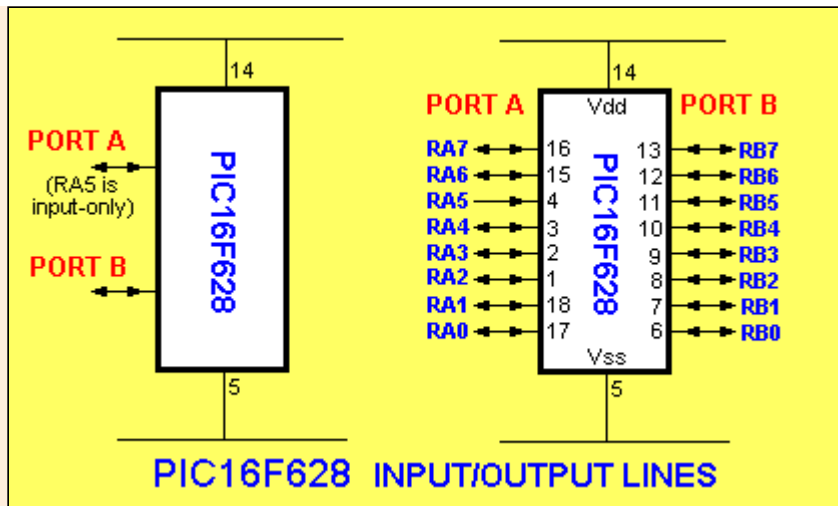 14
PORT A
(RA5 is
input-only)
PORT B
PIC16F628
5
14
PORT A Vdd PORT B
RA7 16 13 RB7
RA6 15 12 RB6
RA5 4 11 RB5
RA4 3 10 RB4
RA3 2 9 RB3
RA2 1 8 RB2
RA1 18 7 RB1
RA0 17 6 RB0
PIC16F628
Vss
5
PIC16F628 INPUT/OUTPUT LINES